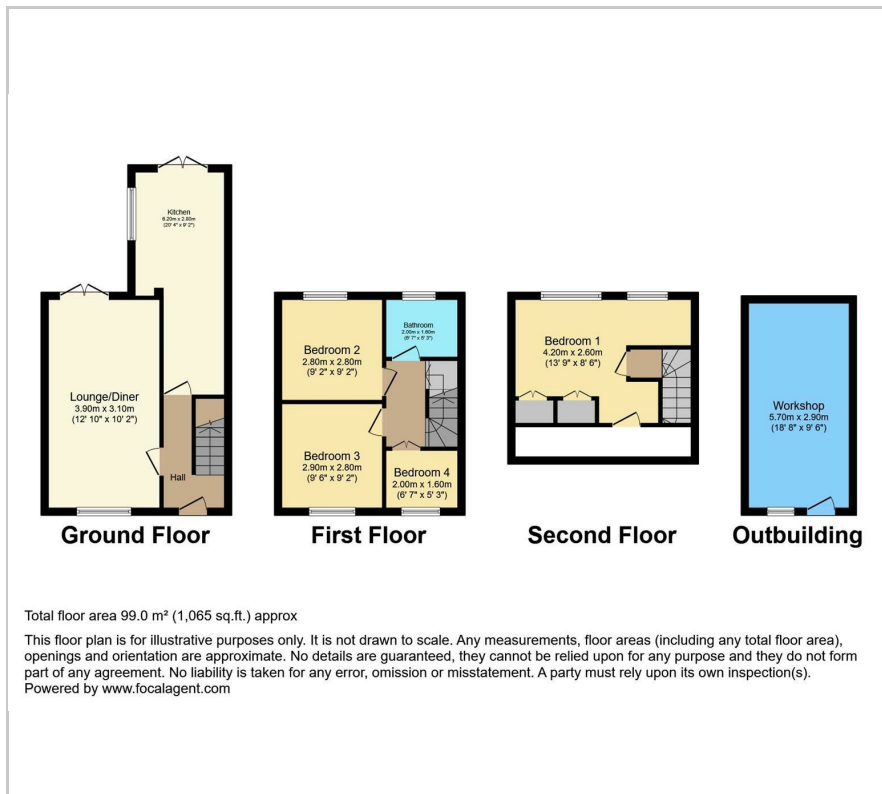 Kitchen
6.20m x 2.80m
(20' 4" x 9' 2")
Lounge/Diner
3.90m x 3.10m
(12' 10" x 10' 2")
Hall
Ground Floor
Bathroom
2.00m x 1.60m
(6' 7" x 5' 3")
Bedroom 2
2.80m x 2.80m
(9' 2" x 9' 2")
Bedroom 3
2.90m x 2.80m
(9' 6" x 9' 2")
Bedroom 4
2.00m x 1.60m
(6' 7" x 5' 3")
First Floor
Bedroom 1
4.20m x 2.60m
(13' 9" x 8' 6")
Second Floor
Workshop
5.70m x 2.90m
(18' 8" x 9' 6")
Outbuilding
Total floor area 99.0 m² (1,065 sq.ft.) approx
This floor plan is for illustrative purposes only. It is not drawn to scale. Any measurements, floor areas (including any total floor area),
openings and orientation are approximate. No details are guaranteed, they cannot be relied upon for any purpose and they do not form
part of any agreement. No liability is taken for any error, omission or misstatement. A party must rely upon its own inspection(s).
Powered by www.focalagent.com